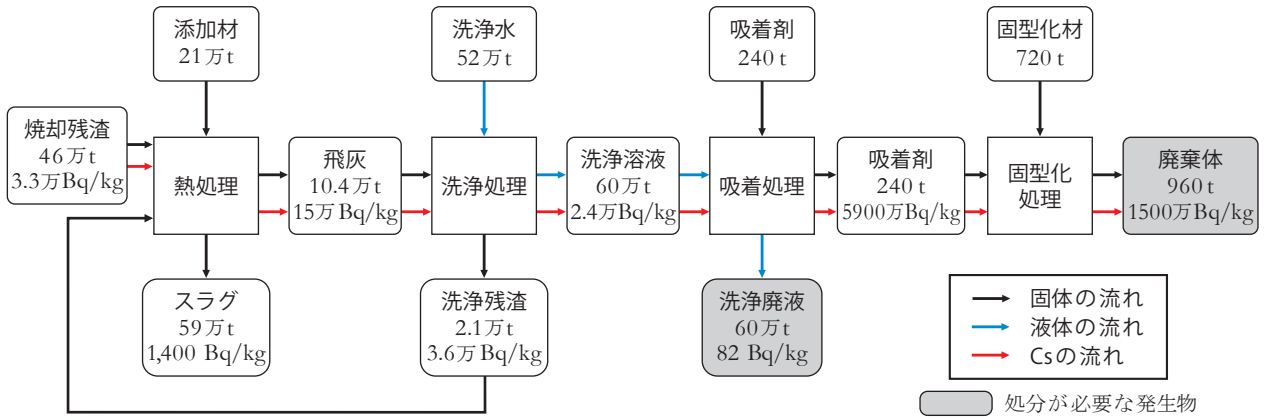 添加材
21万t
洗浄水
52万t
吸着剤
240 t
固型化材
720 t
焼却残渣
46万t
3.3万Bq/kg
熱処理
飛灰
10.4万t
15万Bq/kg
洗浄処理
洗浄溶液
60万t
2.4万Bq/kg
吸着処理
吸着剤
240 t
5900万Bq/kg
固型化
処理
廃棄体
960 t
1500万Bq/kg
スラグ
59万t
1,400 Bq/kg
洗浄残渣
2.1万t
3.6万Bq/kg
洗浄廃液
60万t
82 Bq/kg
固体の流れ
液体の流れ
Csの流れ
処分が必要な発生物